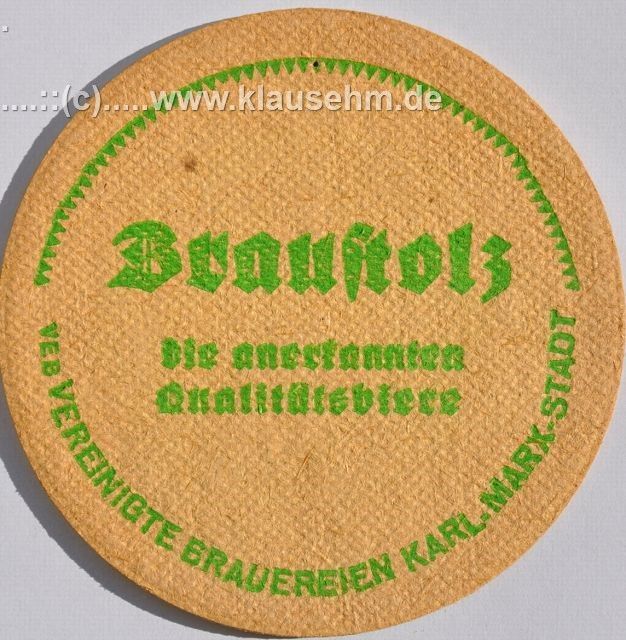 .
.....::(c).....www.klausehm.de
Braustolz
Die anerkannten
Qualitätsbiere
VEB VEREINIGTE BRAUEREIEN KARL-MARX-STADT